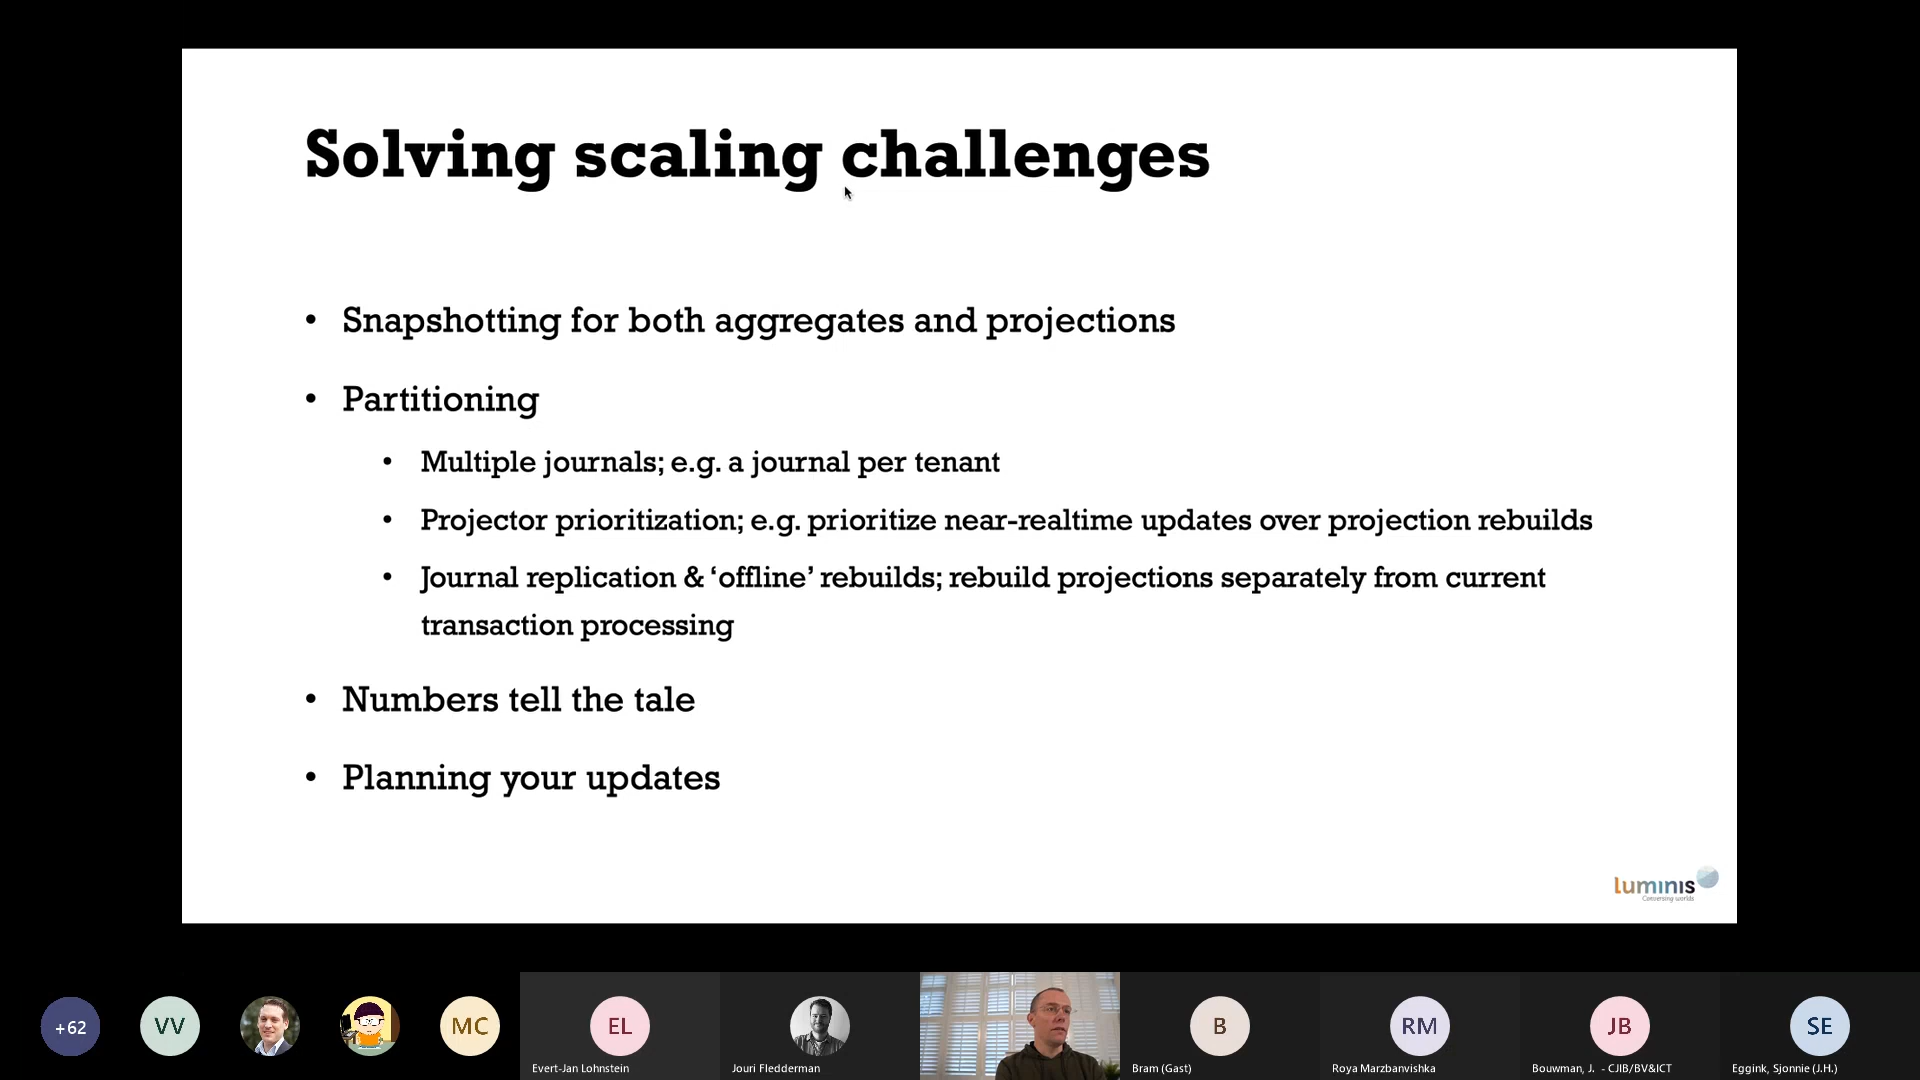 Solving scaling challenges
• Snapshotting for both aggregates and projections
• Partitioning
• Multiple journals; e.g. a journal per tenant
• Projector prioritization; e.g. prioritize near-realtime updates over projection rebuilds
• Journal replication & ‘offline’ rebuilds; rebuild projections separately from current
transaction processing
• Numbers tell the tale
• Planning your updates
luminis
Conversing worlds
+62
VV
MC
EL
B
RM
JB
SE
Evert-Jan Lohnstein
Jouri Fledderman
Bram (Gast)
Roya Marzbanvishka
Bouwman, J. - CJIB/BV&ICT
Eggink, Sjonnie (J.H.)